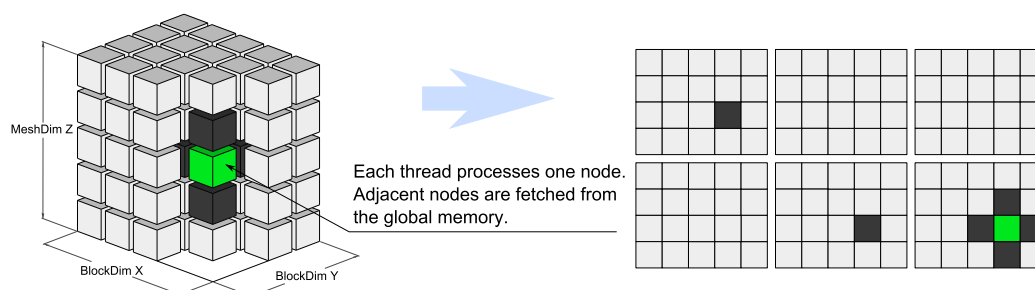 MeshDim Z
Each thread processes one node.
Adjacent nodes are fetched from
the global memory.
BlockDim X
BlockDim Y